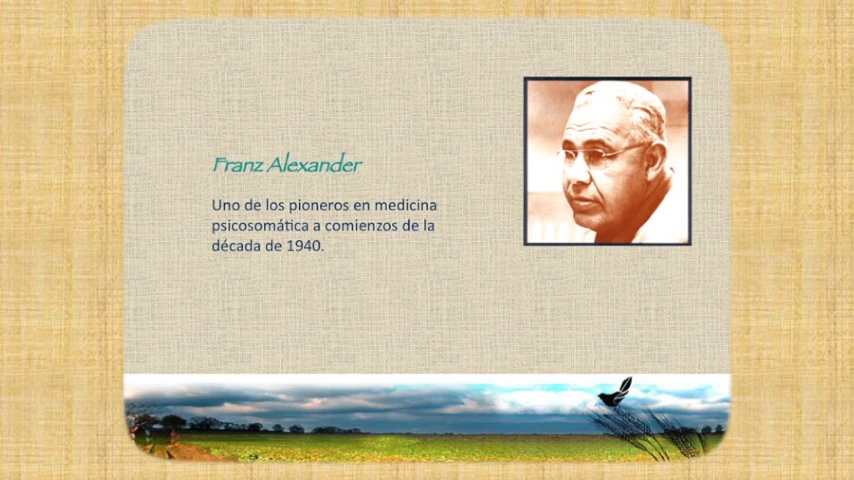 Franz Alexander
Uno de los pioneros en medicina
psicosomática a comienzos de la
década de 1940.